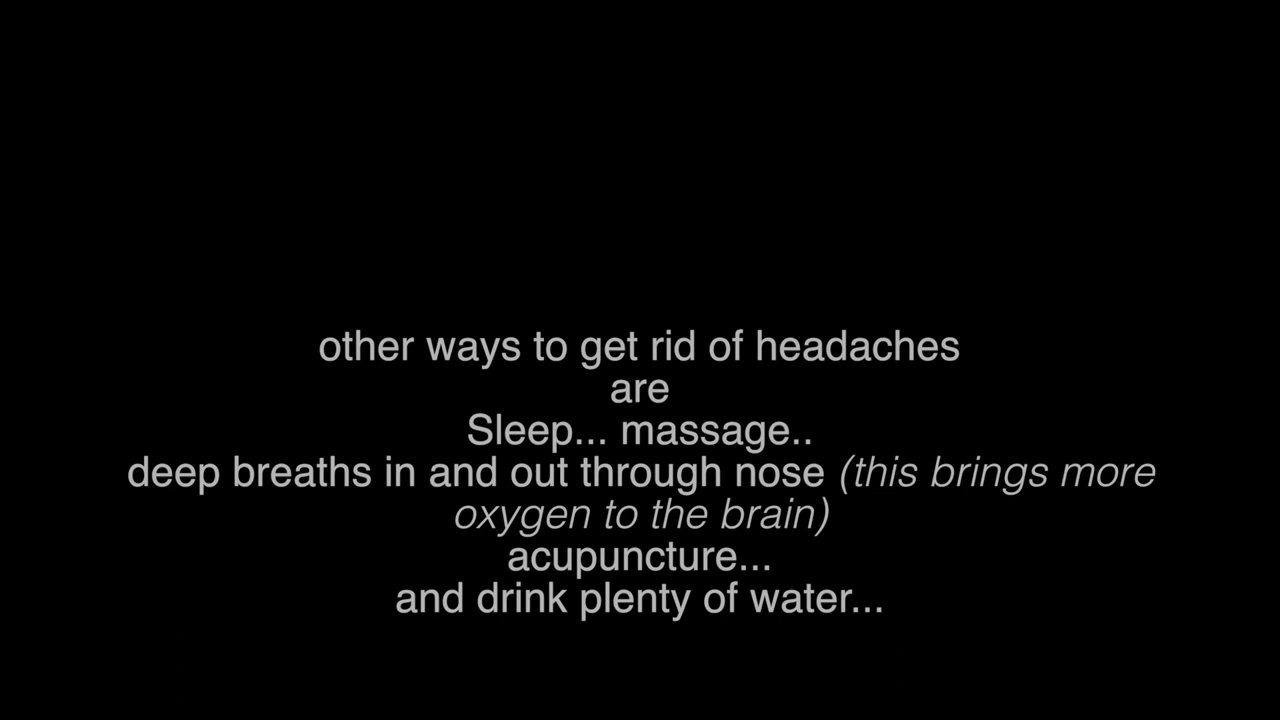 other ways to get rid of headaches
are
Sleep... massage..
deep breaths in and out through nose (this brings more
oxygen to the brain)
acupuncture...
and drink plenty of water...